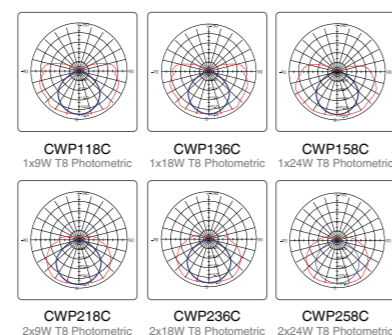 CWP118C
1x9W T8 Photometric
CWP136C
1x18W T8 Photometric
CWP158C
1x24W T8 Photometric
CWP218C
2x9W T8 Photometric
CWP236C
2x18W T8 Photometric
CWP258C
2x24W T8 Photometric